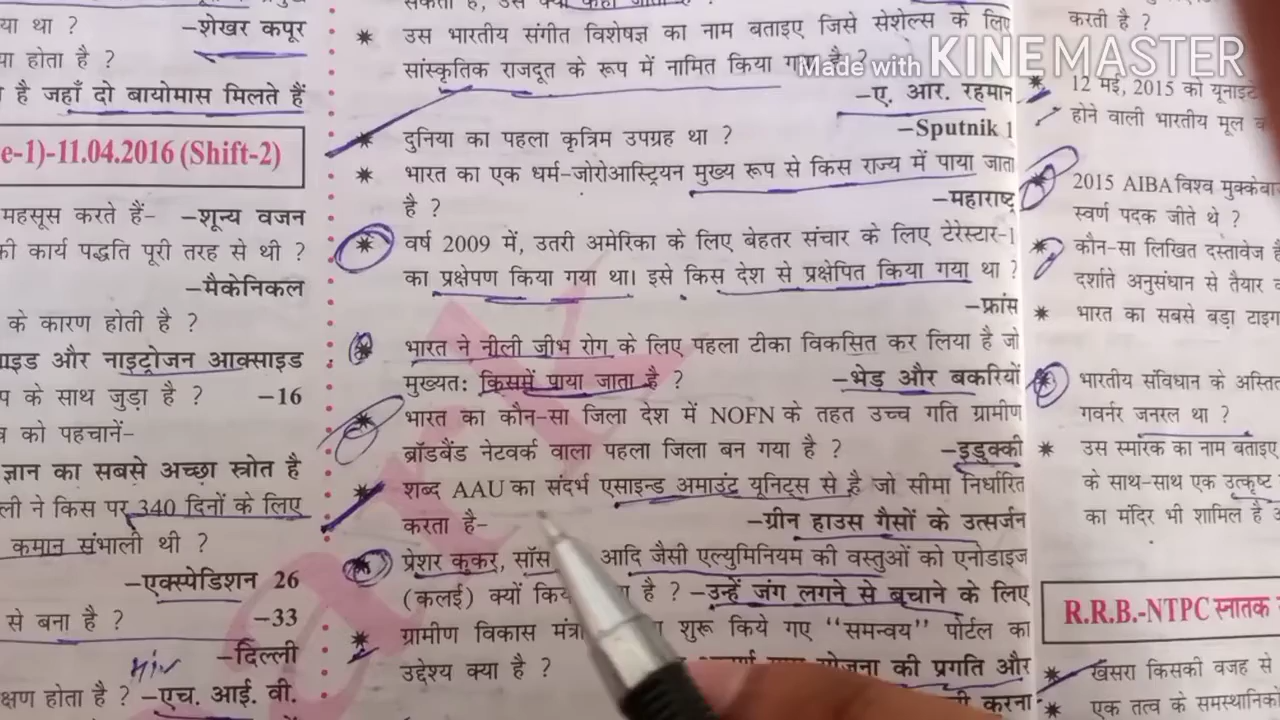 या था ?
–शेखर कपूर
या होता है ?
है जहाँ दो बायोमास मिलते हैं
e-1)-11.04.2016 (Shift-2)
महसूस करते हैं- –शून्य वजन
की कार्य पद्धति पूरी तरह से थी ?
–मैकेनिकल
के कारण होती है ?
ाइड और नाइट्रोजन आक्साइड
प के साथ जुड़ा है ? –16
को पहचानें-
ज्ञान का सबसे अच्छा स्त्रोत है
ली ने किस पर 340 दिनों के लिए
कमान संभाली थी ?
–एक्स्पेडिशन 26
से बना है ? –33
–दिल्ली
Hiv
क्षण होता है ? –एच. आई. वी.
सकता है, उसे क्या कहा जाता है ?
उस भारतीय संगीत विशेषज्ञ का नाम बताइए जिसे सेशेल्स के लिए
सांस्कृतिक राजदूत के रूप में नामित किया गया है ?
–ए. आर. रहमान
दुनिया का पहला कृत्रिम उपग्रह था ? –Sputnik 1
भारत का एक धर्म-जोरोआस्ट्रियन मुख्य रूप से किस राज्य में पाया जाता
है ? –महाराष्ट्र
वर्ष 2009 में, उतरी अमेरिका के लिए बेहतर संचार के लिए टेरेस्टार-1
का प्रक्षेपण किया गया था। इसे किस देश से प्रक्षेपित किया गया था ?
–फ्रांस
भारत ने नीली जीभ रोग के लिए पहला टीका विकसित कर लिया है जो
मुख्यतः किसमें पाया जाता है ? –भेड़ और बकरियों
भारत का कौन-सा जिला देश में NOFN के तहत उच्च गति ग्रामीण
ब्रॉडबैंड नेटवर्क वाला पहला जिला बन गया है ? –इडुक्की
शब्द AAU का संदर्भ एसाइन्ड अमाउंट यूनिट्स से है जो सीमा निर्धारित
करता है- –ग्रीन हाउस गैसों के उत्सर्जन
प्रेशर कुकर, सॉस आदि जैसी एल्युमिनियम की वस्तुओं को एनोडाइज
(कलई) क्यों कि है ? –उन्हें जंग लगने से बचाने के लिए
ग्रामीण विकास मंत्रा शुरू किये गए “समन्वय” पोर्टल का
उद्देश्य क्या है ? योजना की प्रगति और
करना
करती है ?
12 मई, 2015 को यूनाइटे
होने वाली भारतीय मूल
2015 AIBA विश्व मुक्केबा
स्वर्ण पदक जीते थे ?
कौन-सा लिखित दस्तावेज
दर्शाते अनुसंधान से तैयार
भारत का सबसे बड़ा टाइग
भारतीय संविधान के अस्ति
गवर्नर जनरल था ?
उस स्मारक का नाम बताइए
के साथ-साथ एक उत्कृष्ट
का मंदिर भी शामिल है
R.R.B.-NTPC स्नातक
खसरा किसकी वजह से
एक तत्व के समस्थानिक
Made with KINEMASTER